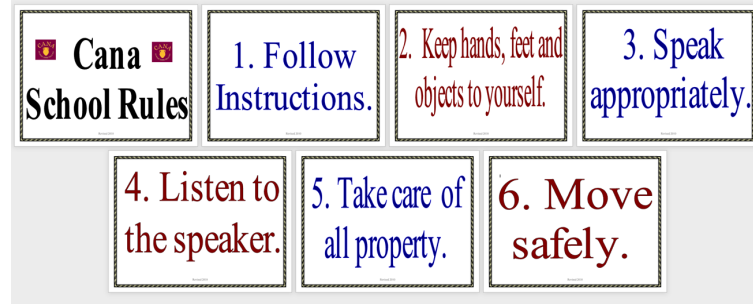 Cana
School Rules
1. Follow
Instructions.
2. Keep hands, feet and
objects to yourself.
3. Speak
appropriately.
4. Listen to
the speaker.
5. Take care of
all property.
6. Move
safely.